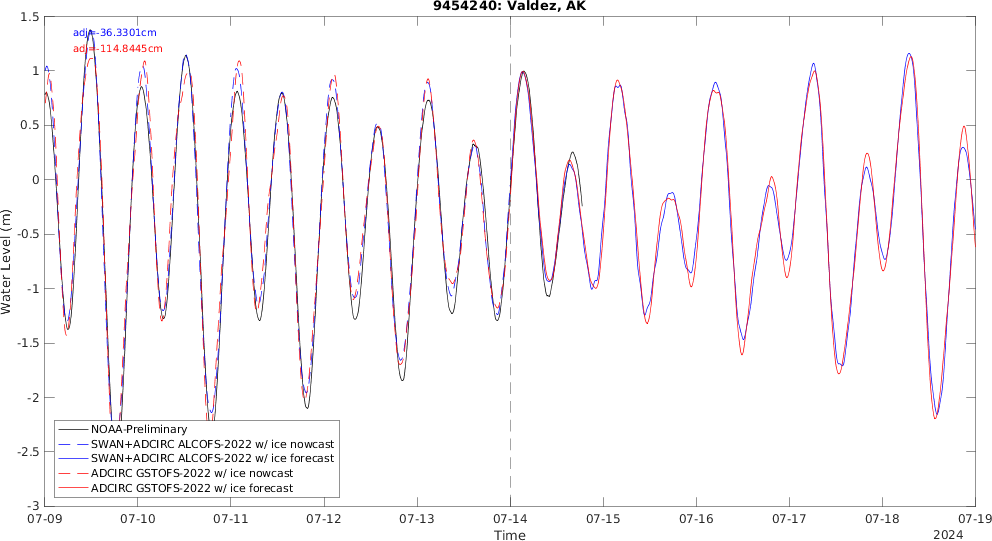 9454240: Valdez, AK
adj=-36.3301cm
adj=-114.8445cm
1.5
1
0.5
0
-0.5
-1
-1.5
-2
-2.5
-3
Water Level (m)
NOAA-Preliminary
SWAN+ADCIRC ALCOFS-2022 w/ ice nowcast
SWAN+ADCIRC ALCOFS-2022 w/ ice forecast
ADCIRC GSTOFS-2022 w/ ice nowcast
ADCIRC GSTOFS-2022 w/ ice forecast
07-09 07-10 07-11 07-12 07-13 07-14 07-15 07-16 07-17 07-18 07-19
Time
2024